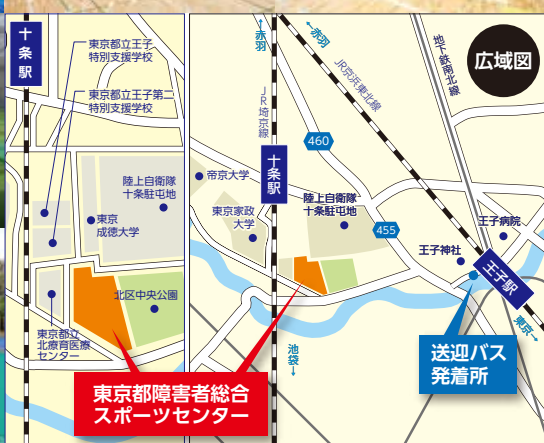 十条駅
東京都立王子
特別支援学校
東京都立王子第二
特別支援学校
陸上自衛隊
十条駐屯地
東京
成徳大学
北区中央公園
東京都立
北療育医療
センター
東京都障害者総合
スポーツセンター
←赤羽
←赤羽
広域図
地下鉄南北線
JR京浜東北線
JR埼京線
460
十条駅
帝京大学
東京家政
大学
陸上自衛隊
十条駐屯地
455
王子病院
王子神社
王子駅
東京→
池袋→
送迎バス
発着所